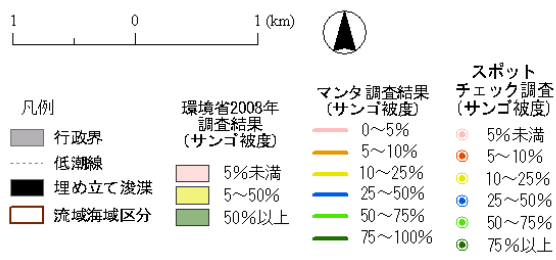 1 0 1 (km)
凡例
行政界
低潮線
埋め立て浚渫
流域海域区分
環境省2008年
調査結果
(サンゴ被度)
5%未満
5～50%
50%以上
マンタ調査結果
(サンゴ被度)
0～5%
5～10%
10～25%
25～50%
50～75%
75～100%
スポット
チェック調査
(サンゴ被度)
5%未満
5～10%
10～25%
25～50%
50～75%
75%以上